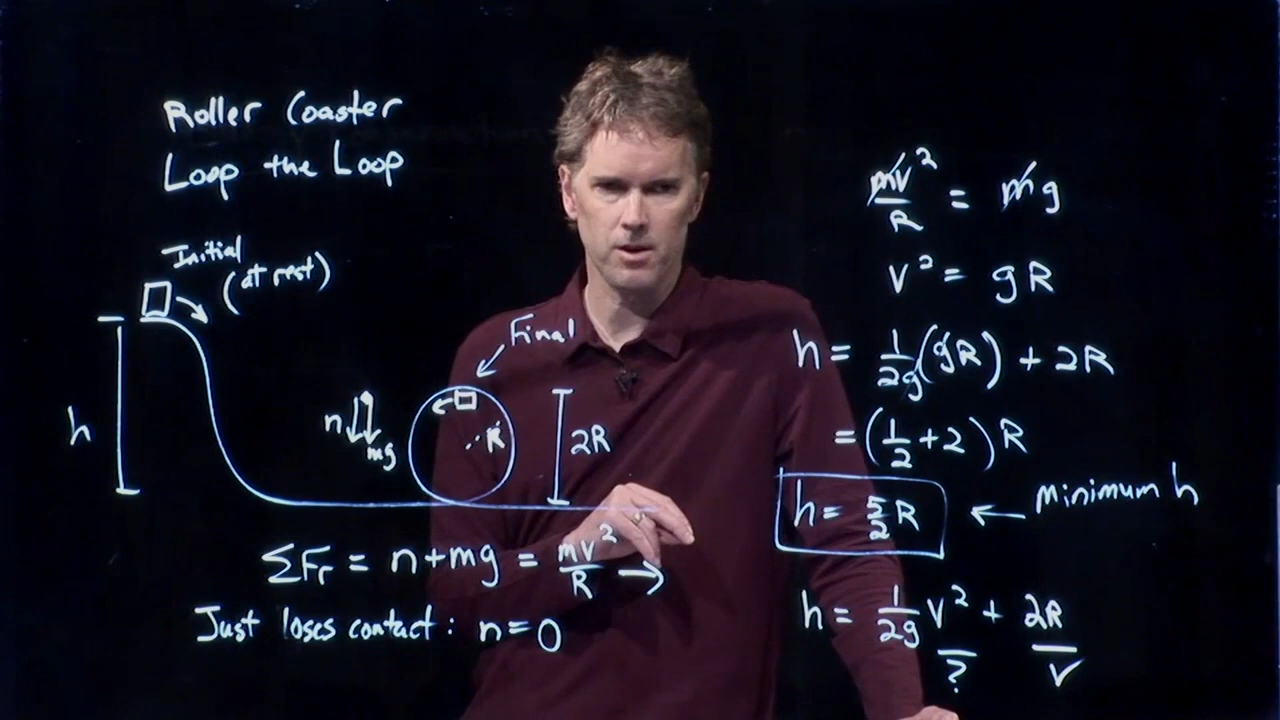 Roller Coaster
Loop the Loop
Initial
(at rest)
h
Final
n
mg
R
2R
ΣFr = n+mg = mv²/R →
Just loses contact: n=0
mv²/R = mg
v² = gR
h = 1/2g (gR) + 2R
= (1/2 + 2)R
h = 5/2 R ← minimum h
h = 1/2g v² + 2R
? ✓